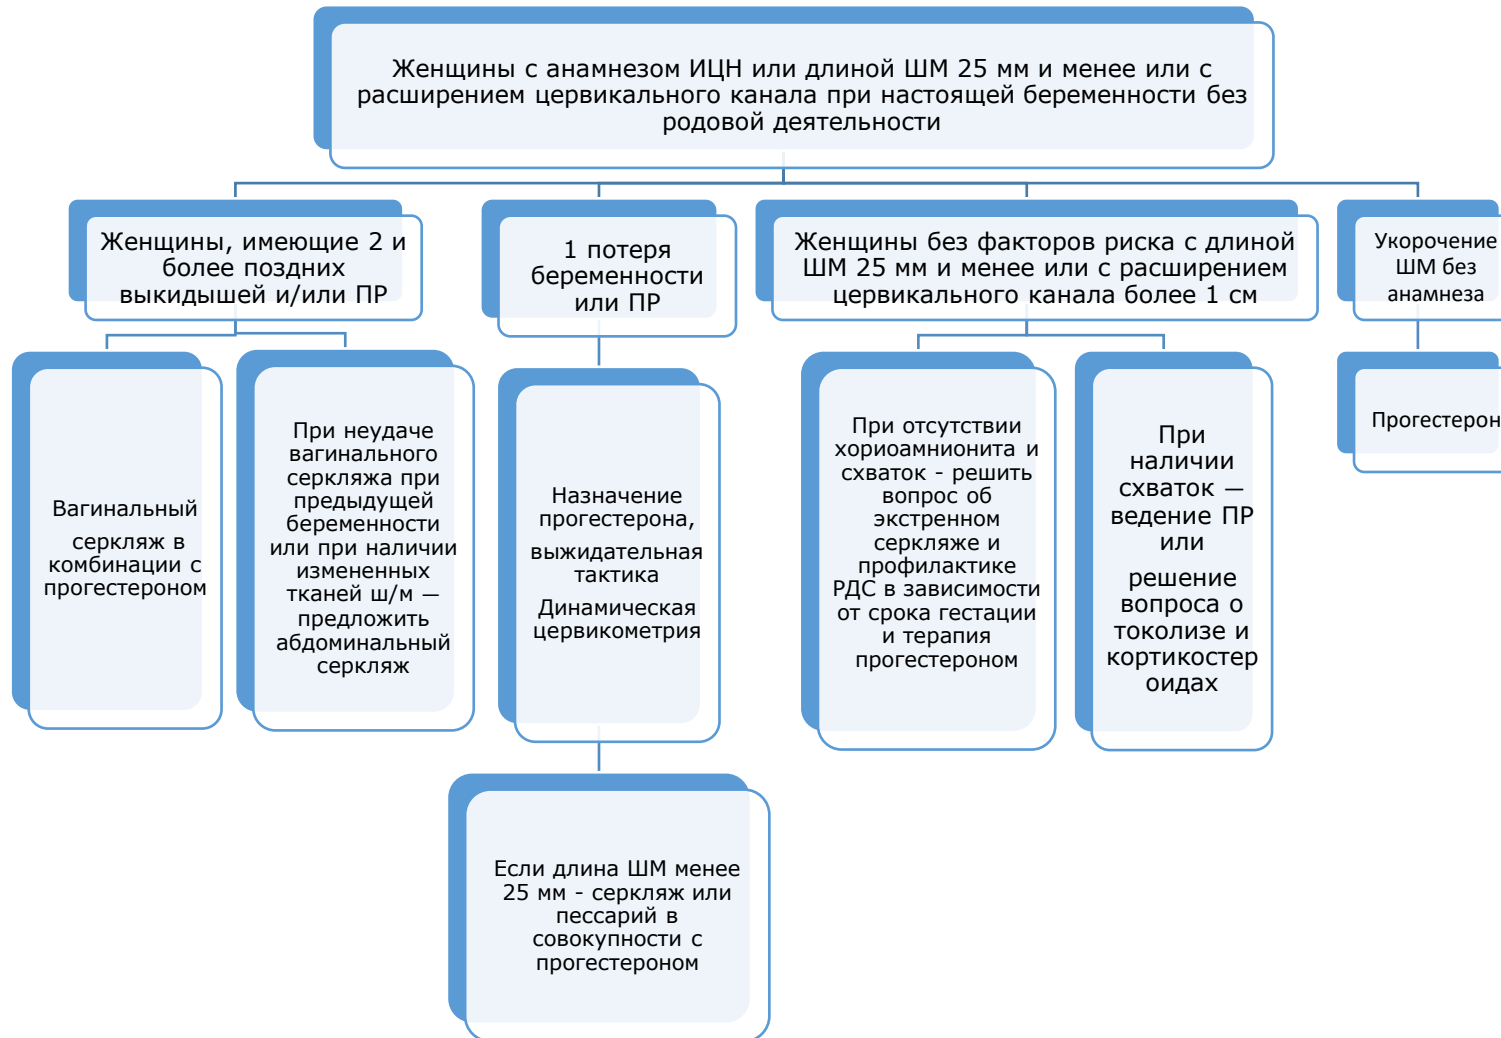 Женщины с анамнезом ИЦН или длиной ШМ 25 мм и менее или с
расширением цервикального канала при настоящей беременности без
родовой деятельности
Женщины, имеющие 2 и
более поздних
выкидышей и/или ПР
1 потеря
беременности
или ПР
Женщины без факторов риска с длиной
ШМ 25 мм и менее или с расширением
цервикального канала более 1 см
Укорочение
ШМ без
анамнеза
Вагинальный
серкляж в
комбинации с
прогестероном
При неудаче
вагинального
серкляжа при
предыдущей
беременности
или при наличии
измененных
тканей ш/м —
предложить
абдоминальный
серкляж
Назначение
прогестерона,
выжидательная
тактика
Динамическая
цервикометрия
При отсутствии
хориоамнионита и
схваток - решить
вопрос об
экстренном
серкляже и
профилактике
РДС в зависимости
от срока гестации
и терапия
прогестероном
При
наличии
схваток —
ведение ПР
или
решение
вопроса о
токолизе и
кортикостер
оидах
Прогестерон
Если длина ШМ менее
25 мм - серкляж или
пессарий в
совокупности с
прогестероном